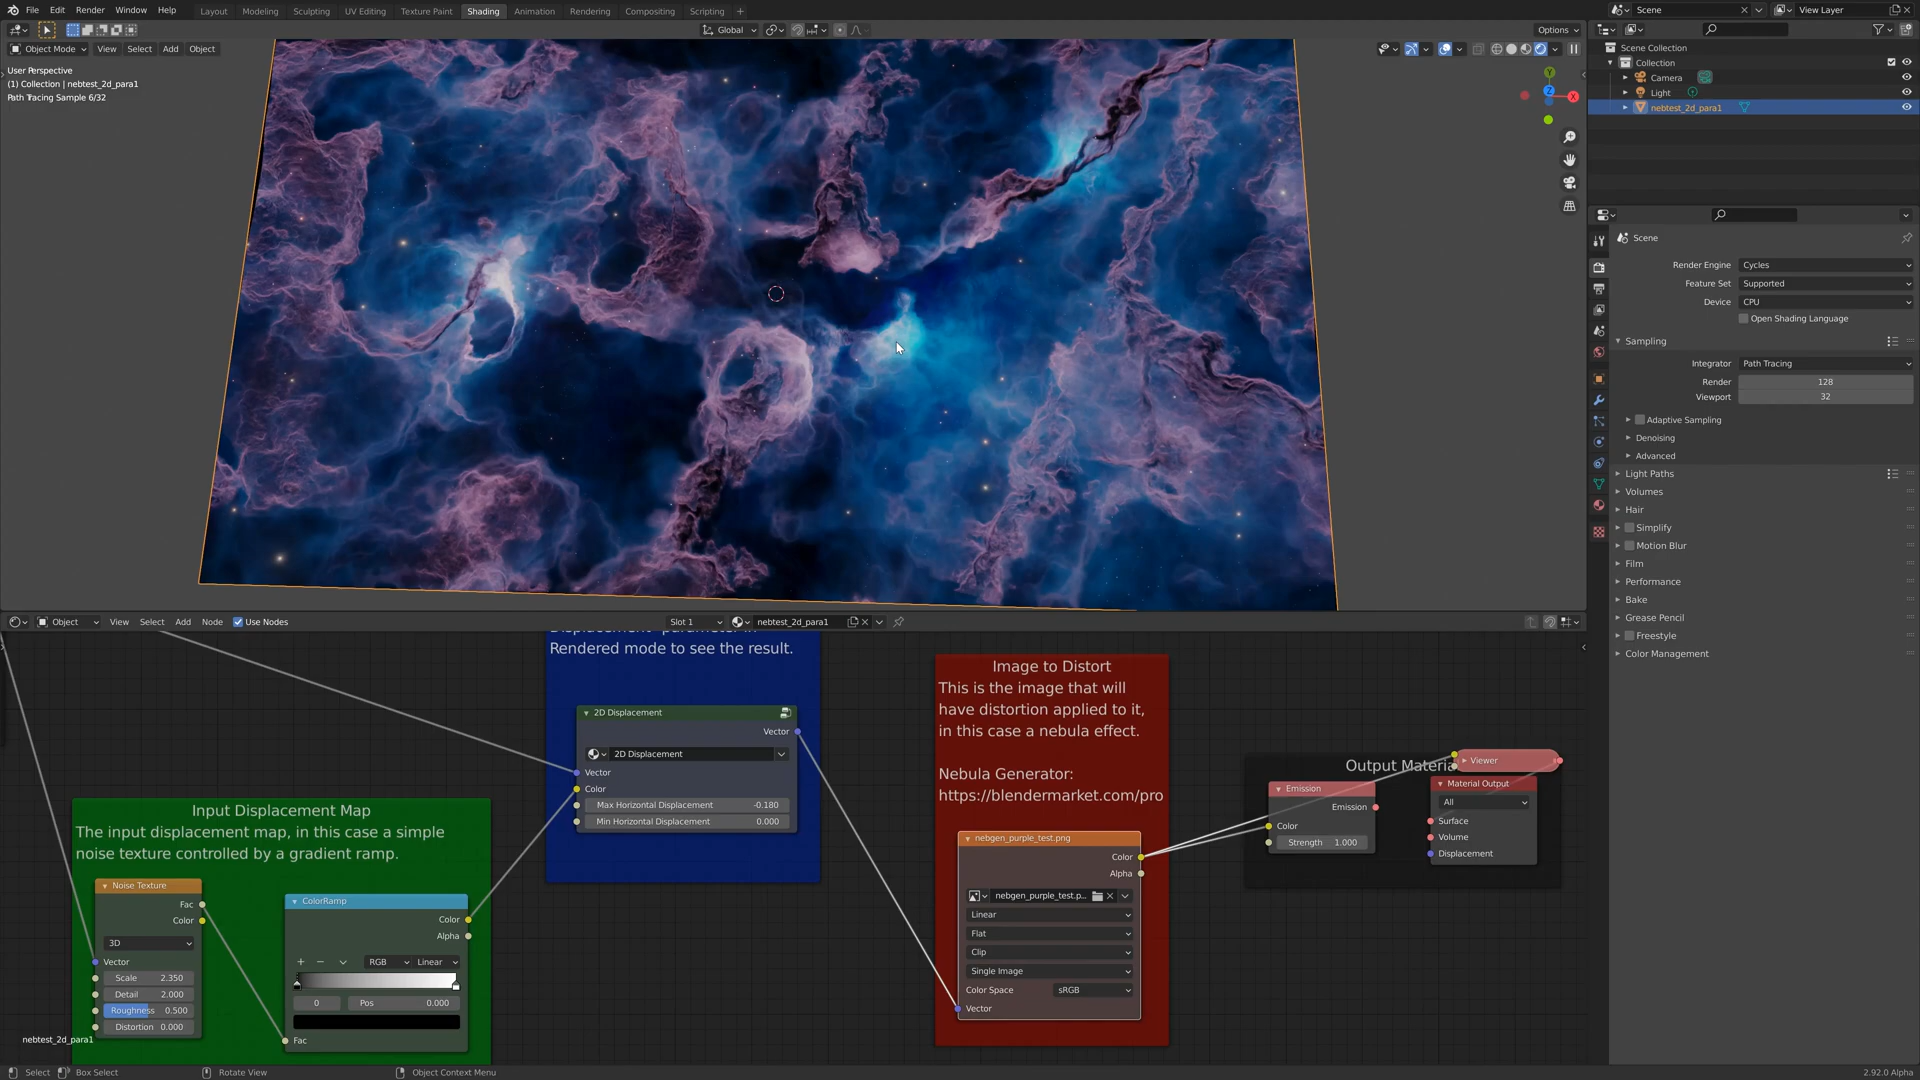 File Edit Render Window Help Layout Modeling Sculpting UV Editing Texture Paint Shading Animation Rendering Compositing Scripting + Scene View Layer
Global Options
Object Mode View Select Add Object
User Perspective
(1) Collection | nebtest_2d_para1
Path Tracing Sample 6/32
Y
Z
X
Scene Collection
Collection
Camera
Light
nebtest_2d_para1
Scene
Render Engine Cycles
Feature Set Supported
Device CPU
Open Shading Language
Sampling
Integrator Path Tracing
Render 128
Viewport 32
Adaptive Sampling
Denoising
Advanced
Light Paths
Volumes
Hair
Simplify
Motion Blur
Film
Performance
Bake
Grease Pencil
Freestyle
Color Management
Object View Select Add Node Use Nodes Slot 1 nebtest_2d_para1
Rendered mode to see the result.
2D Displacement
Vector
2D Displacement
Vector
Color
Max Horizontal Displacement -0.180
Min Horizontal Displacement 0.000
Input Displacement Map
The input displacement map, in this case a simple
noise texture controlled by a gradient ramp.
Noise Texture
Fac
Color
3D
Vector
Scale 2.350
Detail 2.000
Roughness 0.500
Distortion 0.000
ColorRamp
Color
Alpha
+ − RGB Linear
0 Pos 0.000
Fac
nebtest_2d_para1
Image to Distort
This is the image that will
have distortion applied to it,
in this case a nebula effect.
Nebula Generator:
https://blendermarket.com/pro
nebgen_purple_test.png
Color
Alpha
nebgen_purple_test.p...
Linear
Flat
Clip
Single Image
Color Space sRGB
Vector
Output Materia
Viewer
Emission
Emission
Color
Strength 1.000
Material Output
All
Surface
Volume
Displacement
Select Box Select Rotate View Object Context Menu 2.92.0 Alpha